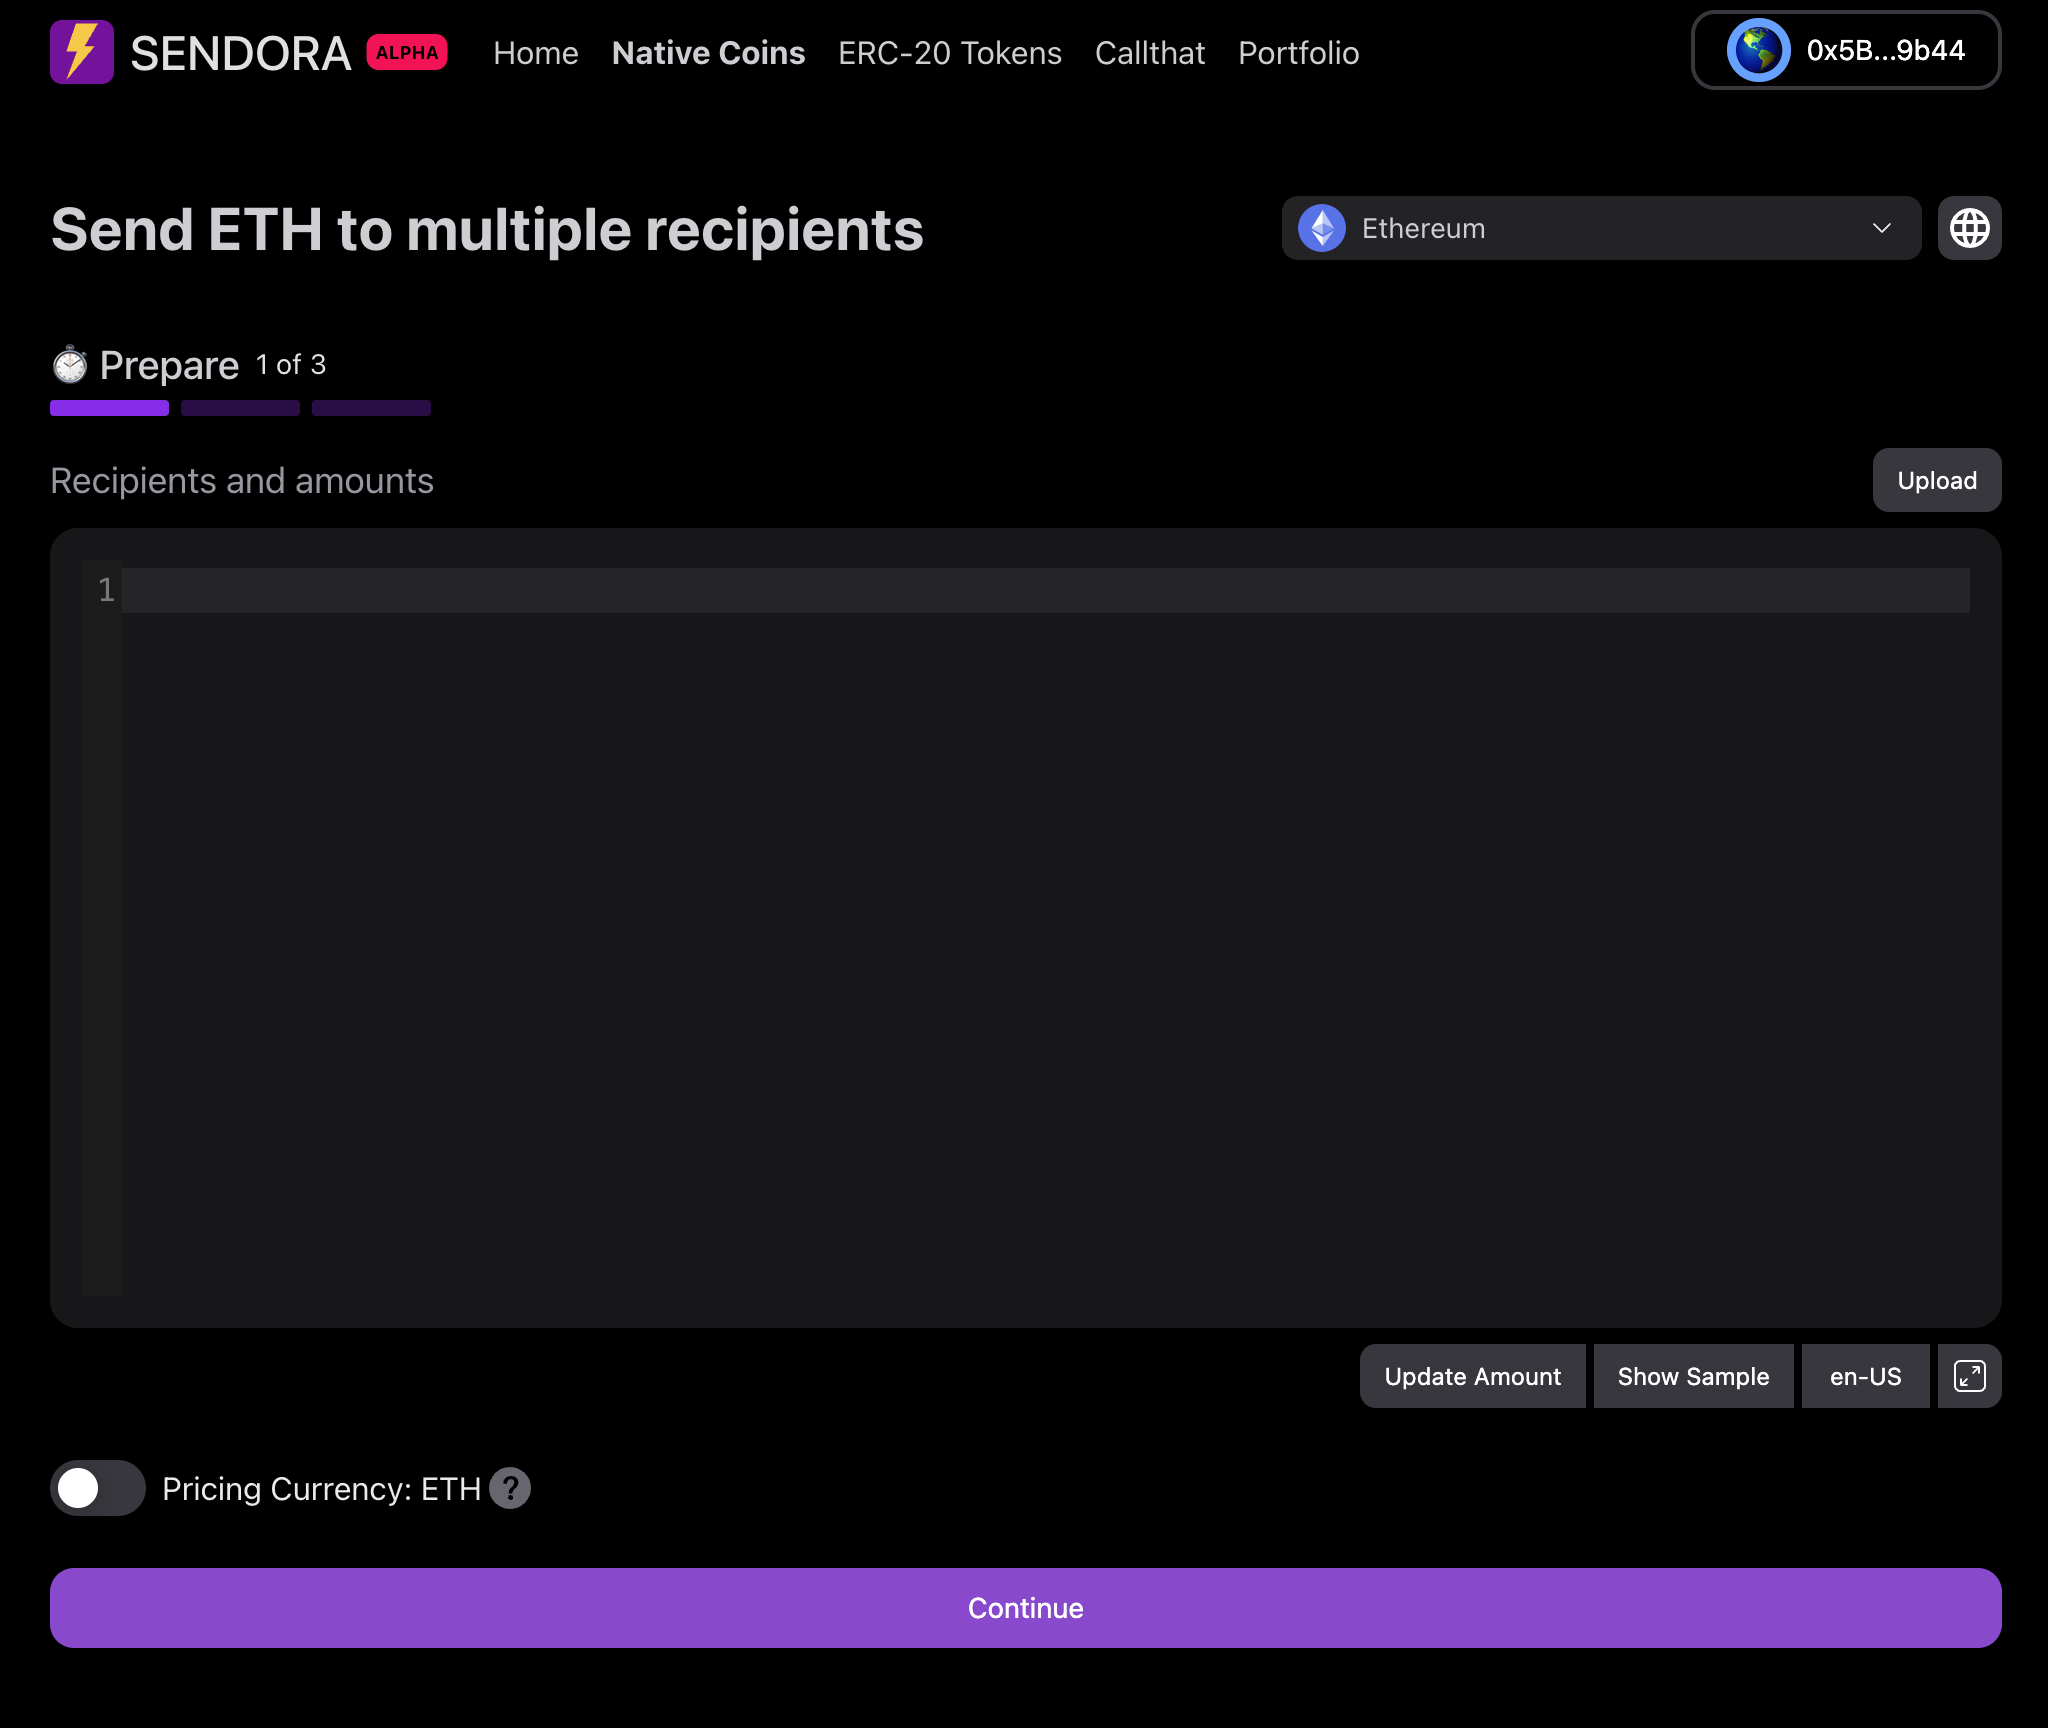 SENDORA ALPHA Home Native Coins ERC-20 Tokens Callthat Portfolio 0x5B...9b44
Send ETH to multiple recipients Ethereum
Prepare 1 of 3
Recipients and amounts Upload
1
Update Amount Show Sample en-US
Pricing Currency: ETH ?
Continue